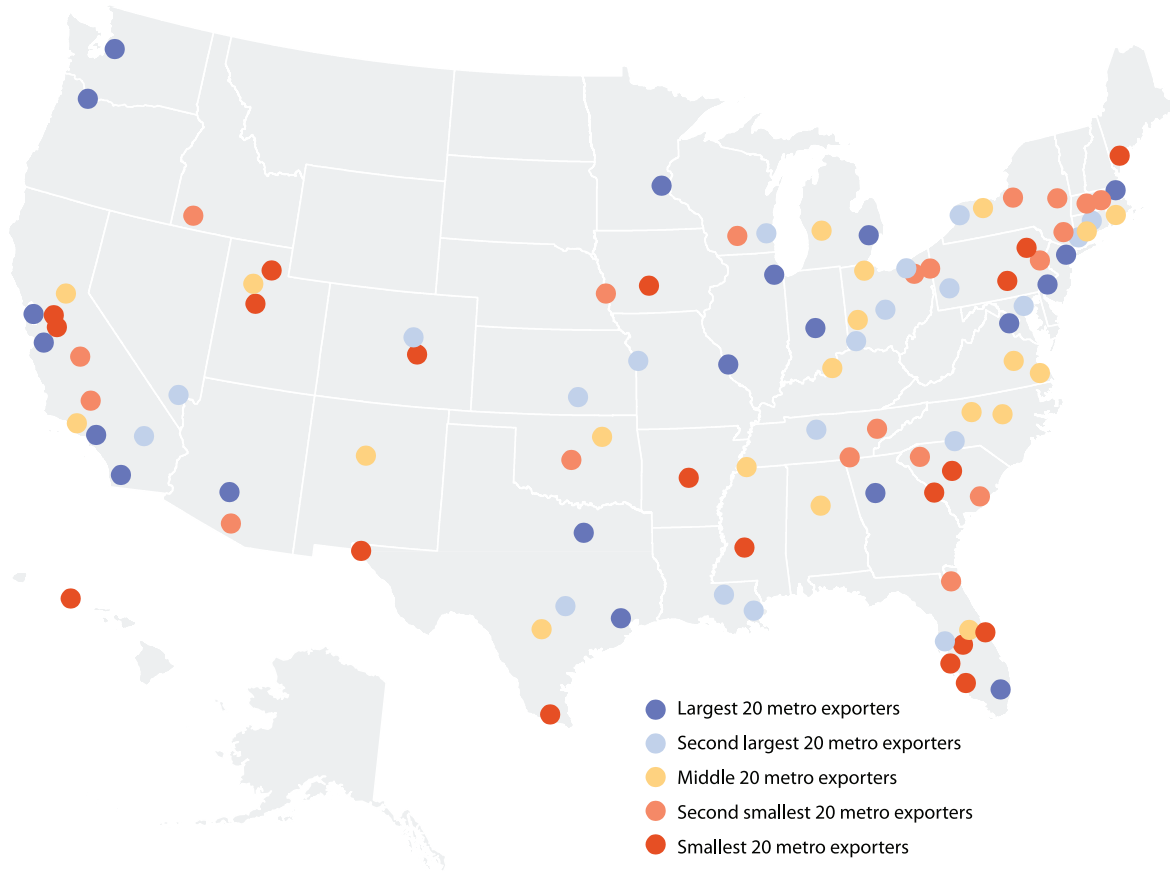 Largest 20 metro exporters
Second largest 20 metro exporters
Middle 20 metro exporters
Second smallest 20 metro exporters
Smallest 20 metro exporters